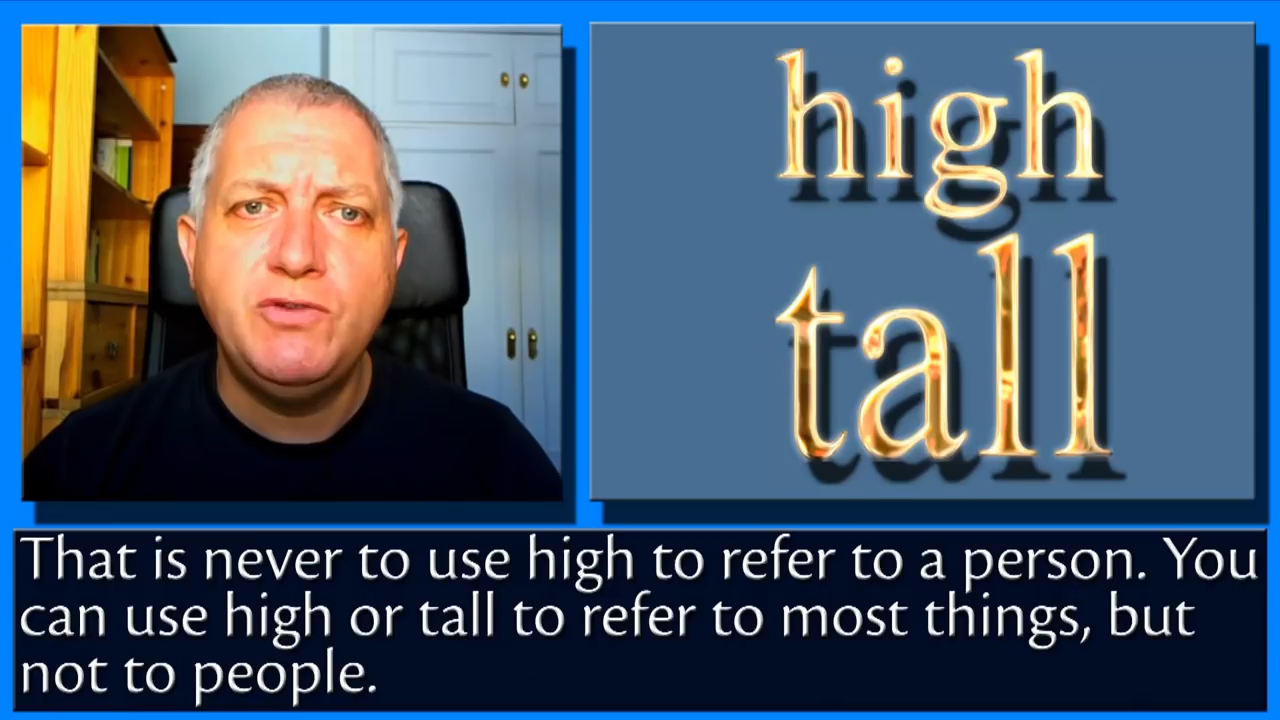 high
tall
That is never to use high to refer to a person. You
can use high or tall to refer to most things, but
not to people.